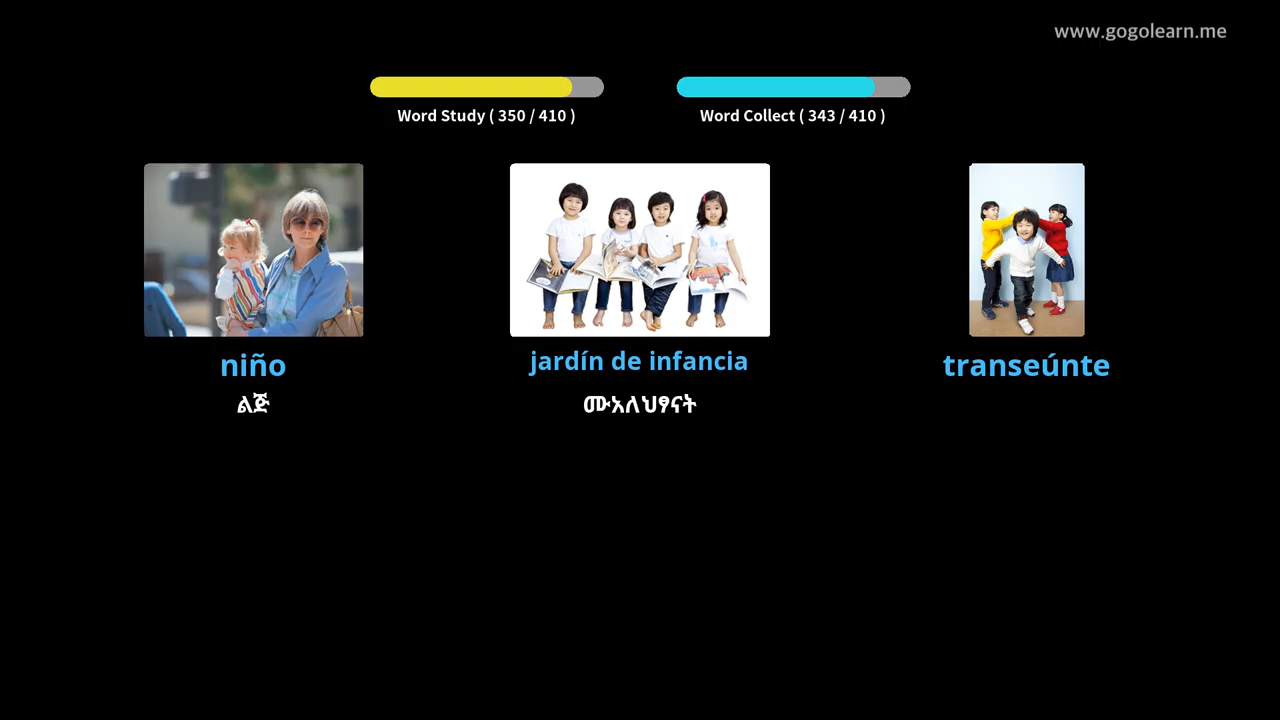 www.gogolearn.me
Word Study ( 350 / 410 )
Word Collect ( 343 / 410 )
niño
jardín de infancia
transeúnte
ልጅ
ሙአለህፃናት